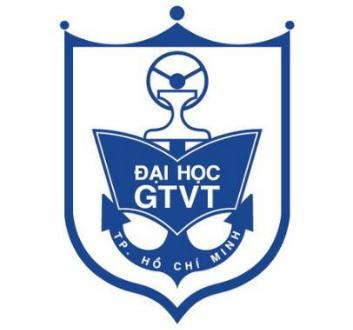 ĐẠI HỌC
GTVT
TP. HỒ CHÍ MINH